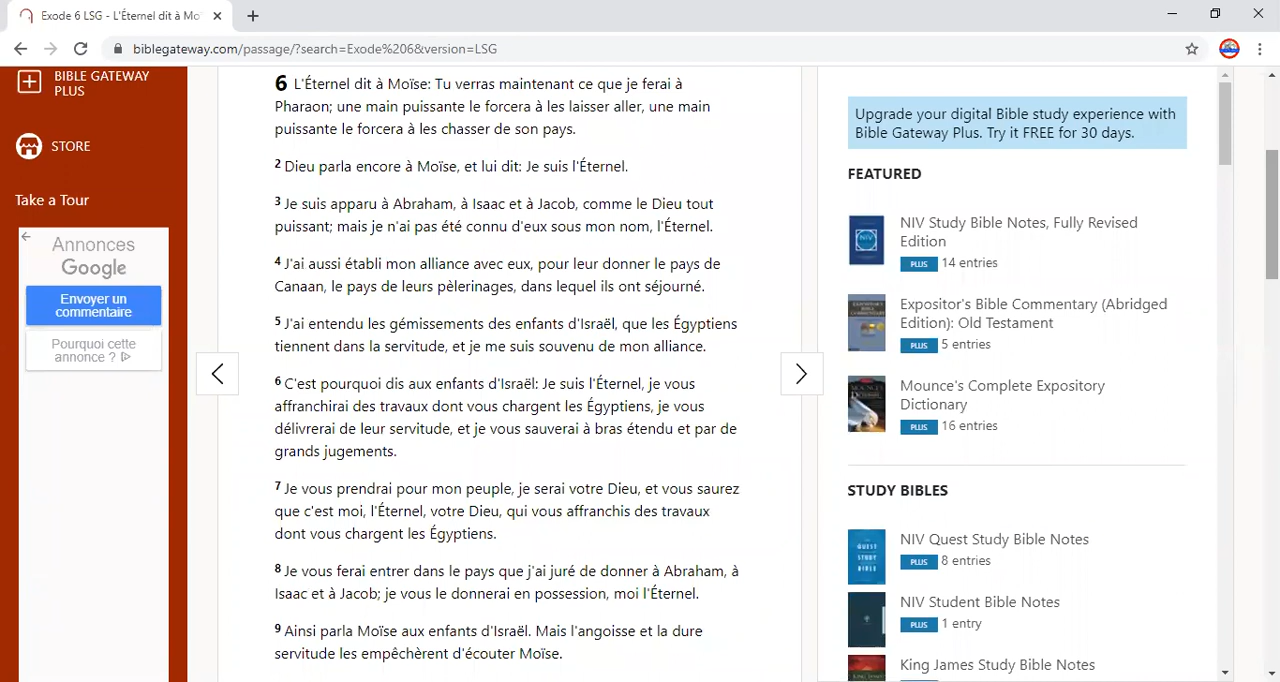 Exode 6 LSG - L'Éternel dit à Mo
biblegateway.com/passage/?search=Exode%206&version=LSG
BIBLE GATEWAY
PLUS
STORE
Take a Tour
Annonces
Google
Envoyer un
commentaire
Pourquoi cette
annonce ?
6 L'Éternel dit à Moïse: Tu verras maintenant ce que je ferai à
Pharaon; une main puissante le forcera à les laisser aller, une main
puissante le forcera à les chasser de son pays.
2 Dieu parla encore à Moïse, et lui dit: Je suis l'Éternel.
3 Je suis apparu à Abraham, à Isaac et à Jacob, comme le Dieu tout
puissant; mais je n'ai pas été connu d'eux sous mon nom, l'Éternel.
4 J'ai aussi établi mon alliance avec eux, pour leur donner le pays de
Canaan, le pays de leurs pèlerinages, dans lequel ils ont séjourné.
5 J'ai entendu les gémissements des enfants d'Israël, que les Égyptiens
tiennent dans la servitude, et je me suis souvenu de mon alliance.
6 C'est pourquoi dis aux enfants d'Israël: Je suis l'Éternel, je vous
affranchirai des travaux dont vous chargent les Égyptiens, je vous
délivrerai de leur servitude, et je vous sauverai à bras étendu et par de
grands jugements.
7 Je vous prendrai pour mon peuple, je serai votre Dieu, et vous saurez
que c'est moi, l'Éternel, votre Dieu, qui vous affranchis des travaux
dont vous chargent les Égyptiens.
8 Je vous ferai entrer dans le pays que j'ai juré de donner à Abraham, à
Isaac et à Jacob; je vous le donnerai en possession, moi l'Éternel.
9 Ainsi parla Moïse aux enfants d'Israël. Mais l'angoisse et la dure
servitude les empêchèrent d'écouter Moïse.
Upgrade your digital Bible study experience with
Bible Gateway Plus. Try it FREE for 30 days.
FEATURED
NIV Study Bible Notes, Fully Revised
Edition
PLUS 14 entries
Expositor's Bible Commentary (Abridged
Edition): Old Testament
PLUS 5 entries
Mounce's Complete Expository
Dictionary
PLUS 16 entries
STUDY BIBLES
NIV Quest Study Bible Notes
PLUS 8 entries
NIV Student Bible Notes
PLUS 1 entry
King James Study Bible Notes